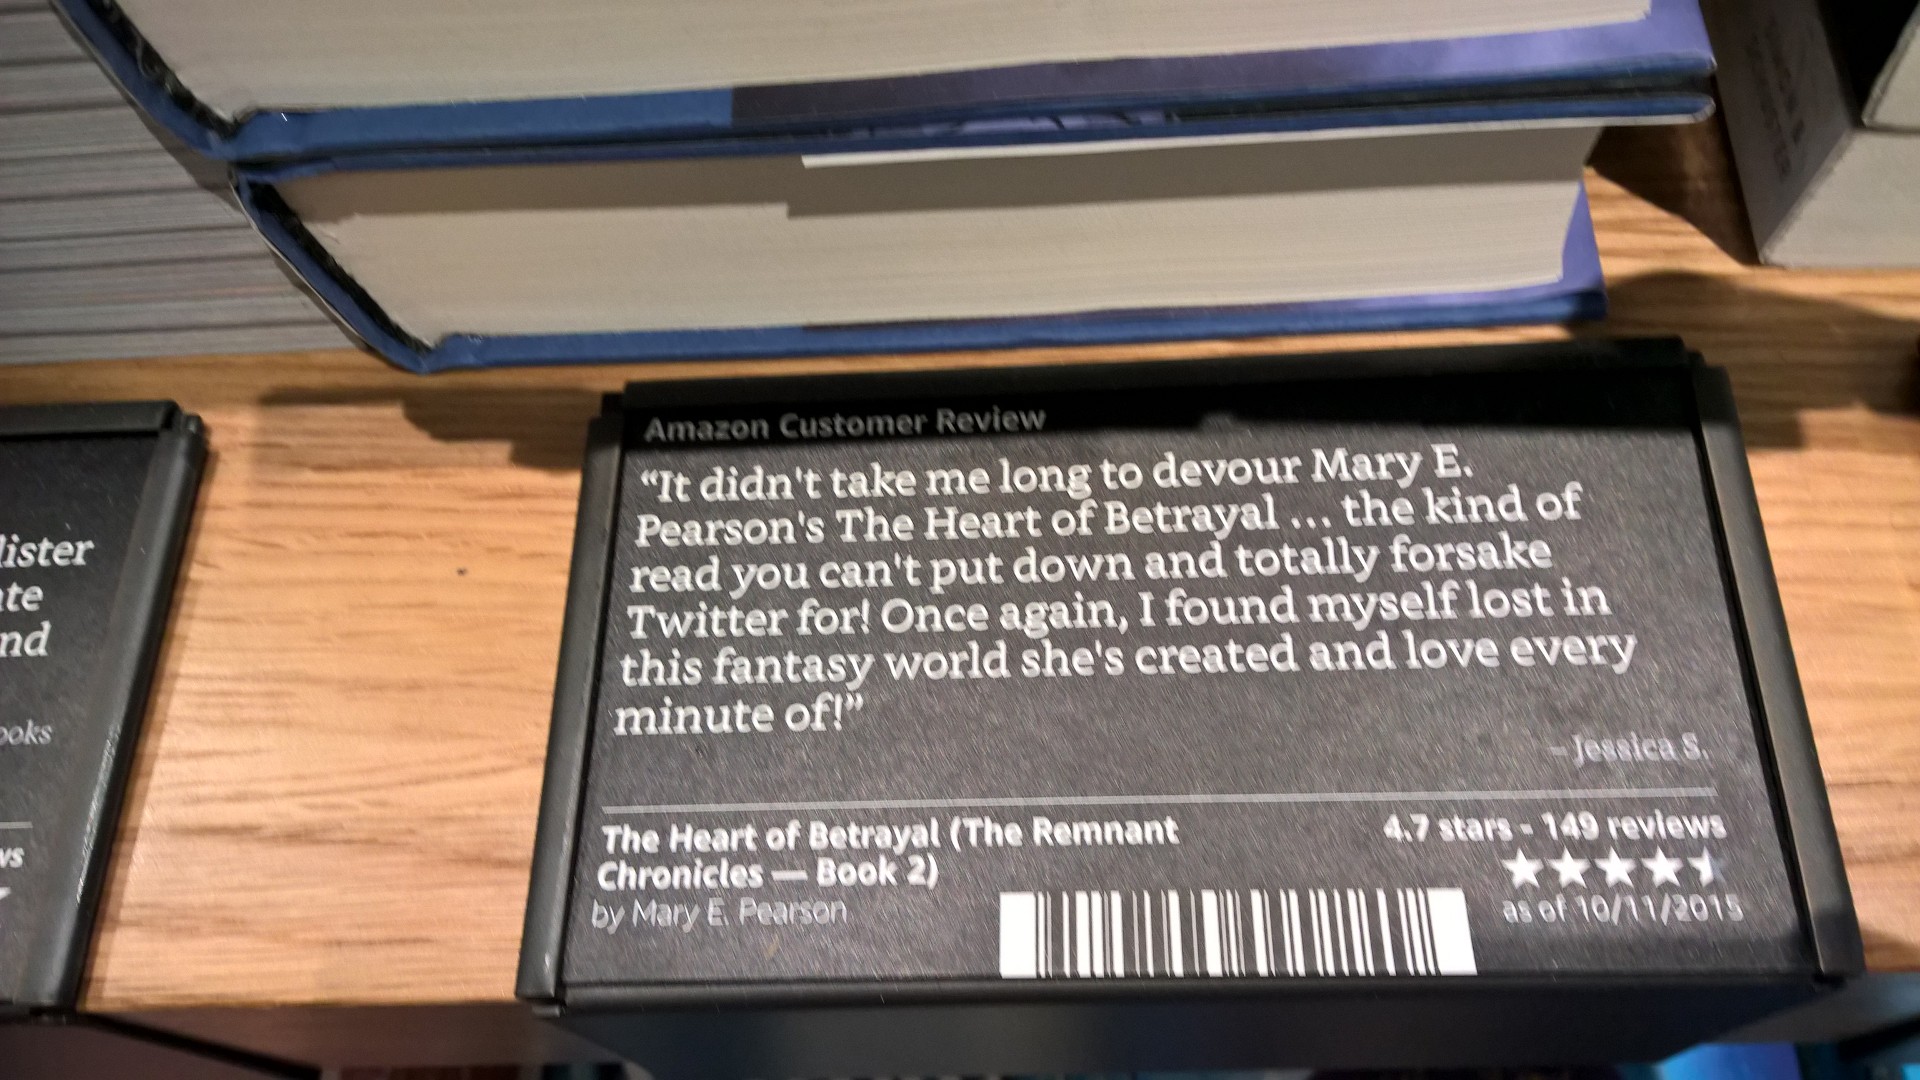 Amazon Customer Review
“It didn't take me long to devour Mary E.
Pearson's The Heart of Betrayal ... the kind of
read you can't put down and totally forsake
Twitter for! Once again, I found myself lost in
this fantasy world she's created and love every
minute of!”
– Jessica S.
The Heart of Betrayal (The Remnant
Chronicles — Book 2)
by Mary E. Pearson
4.7 stars - 149 reviews
as of 10/11/2015
lister
nd